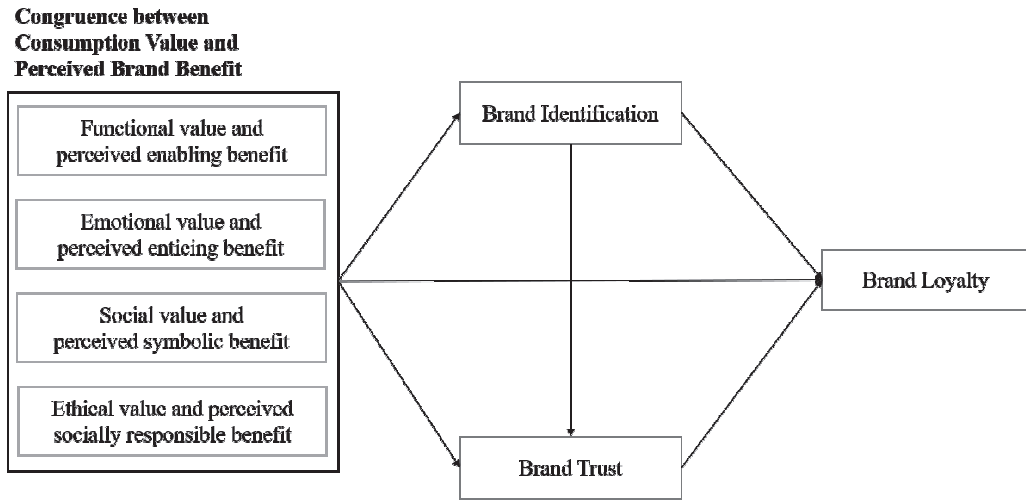 Congruence between
Consumption Value and
Perceived Brand Benefit
Functional value and
perceived enabling benefit
Emotional value and
perceived enticing benefit
Social value and
perceived symbolic benefit
Ethical value and perceived
socially responsible benefit
Brand Identification
Brand Trust
Brand Loyalty